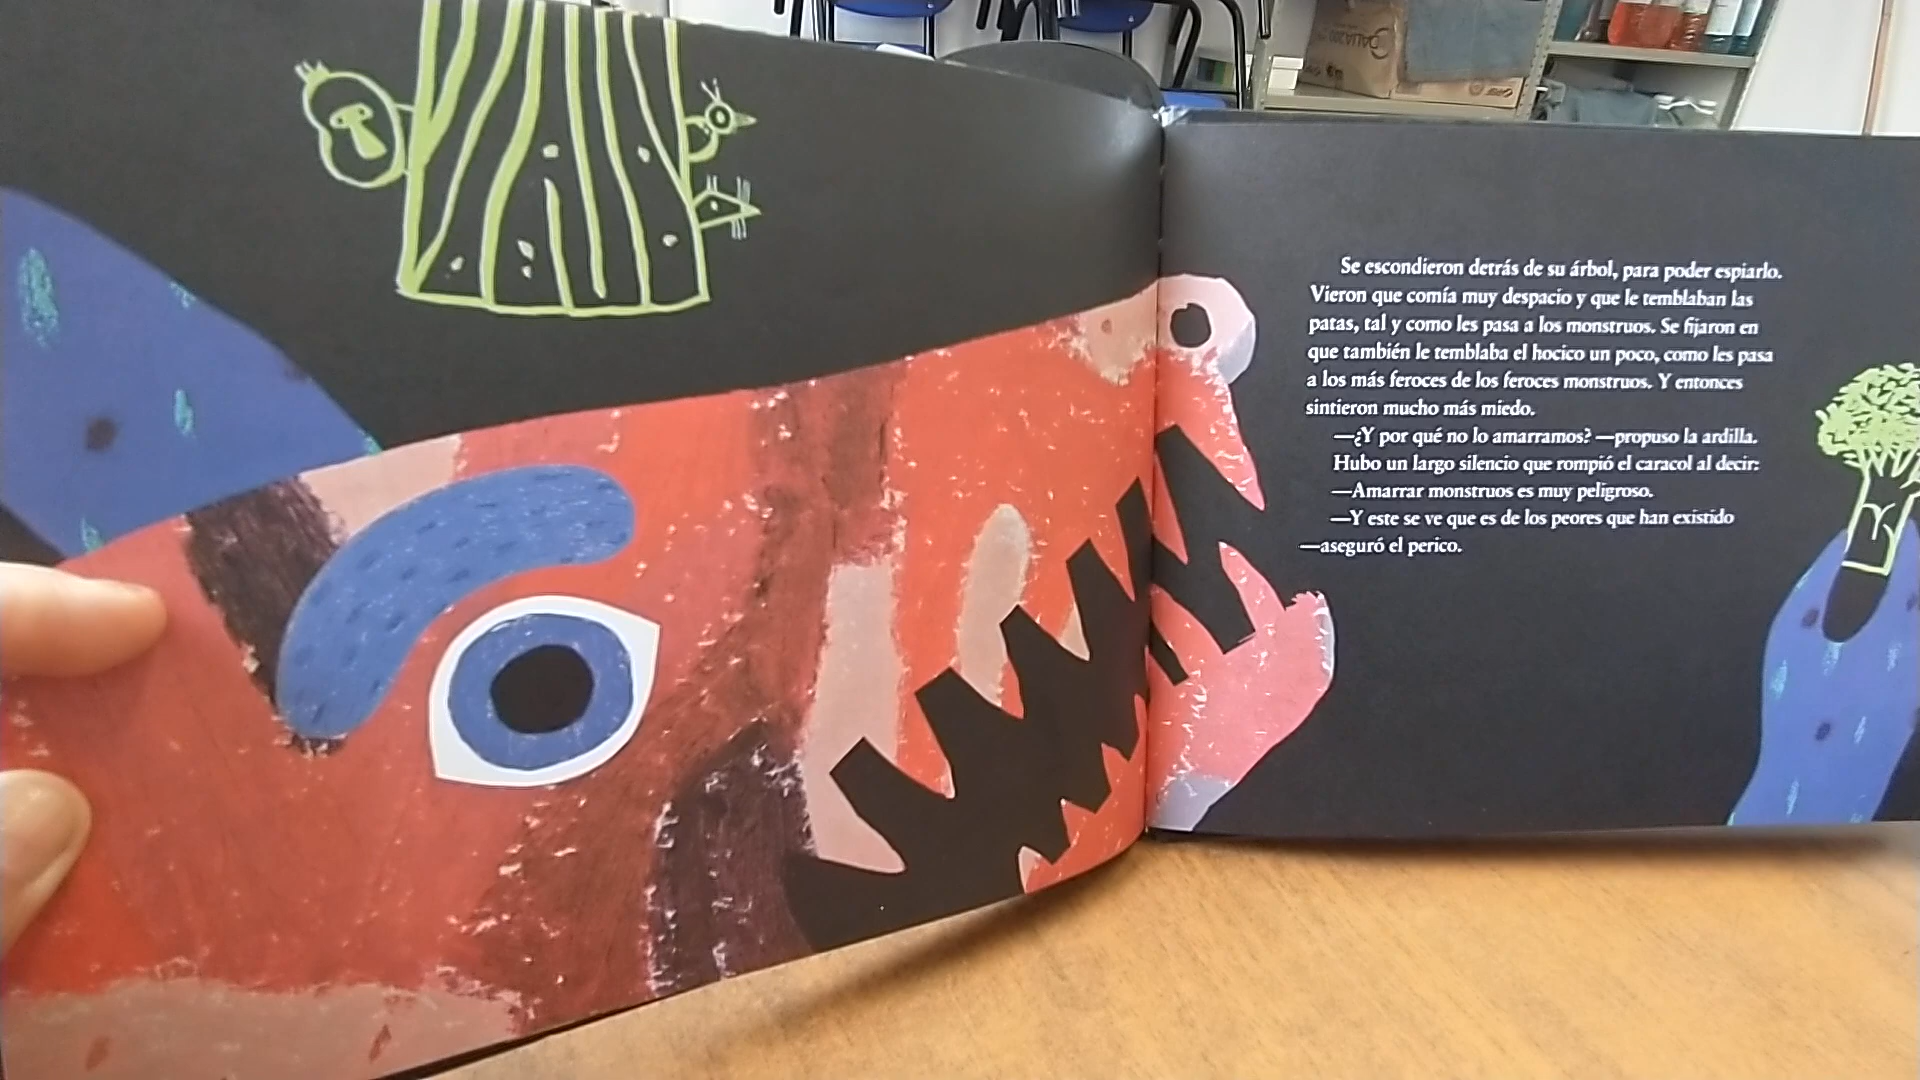 Se escondieron detrás de su árbol, para poder espiarlo.
Vieron que comía muy despacio y que le temblaban las
patas, tal y como les pasa a los monstruos. Se fijaron en
que también le temblaba el hocico un poco, como les pasa
a los más feroces de los feroces monstruos. Y entonces
sintieron mucho más miedo.
—¿Y por qué no lo amarramos? —propuso la ardilla.
Hubo un largo silencio que rompió el caracol al decir:
—Amarrar monstruos es muy peligroso.
—Y este se ve que es de los peores que han existido
—aseguró el perico.